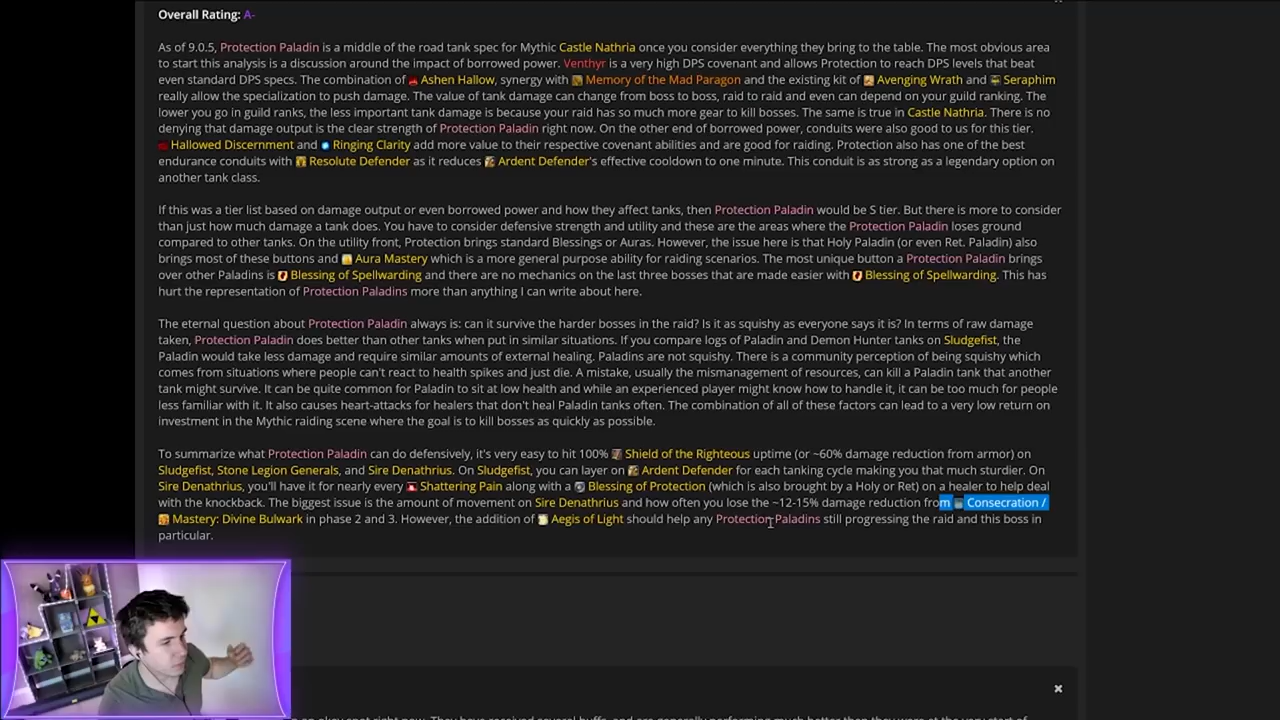 Overall Rating: A-
As of 9.0.5, Protection Paladin is a middle of the road tank spec for Mythic Castle Nathria once you consider everything they bring to the table. The most obvious area
to start this analysis is a discussion around the impact of borrowed power. Venthyr is a very high DPS covenant and allows Protection to reach DPS levels that beat
even standard DPS specs. The combination of Ashen Hallow, synergy with Memory of the Mad Paragon and the existing kit of Avenging Wrath and Seraphim
really allow the specialization to push damage. The value of tank damage can change from boss to boss, raid to raid and even can depend on your guild ranking. The
lower you go in guild ranks, the less important tank damage is because your raid has so much more gear to kill bosses. The same is true in Castle Nathria. There is no
denying that damage output is the clear strength of Protection Paladin right now. On the other end of borrowed power, conduits were also good to us for this tier.
Hallowed Discernment and Ringing Clarity add more value to their respective covenant abilities and are good for raiding. Protection also has one of the best
endurance conduits with Resolute Defender as it reduces Ardent Defender's effective cooldown to one minute. This conduit is as strong as a legendary option on
another tank class.
If this was a tier list based on damage output or even borrowed power and how they affect tanks, then Protection Paladin would be S tier. But there is more to consider
than just how much damage a tank does. You have to consider defensive strength and utility and these are the areas where the Protection Paladin loses ground
compared to other tanks. On the utility front, Protection brings standard Blessings or Auras. However, the issue here is that Holy Paladin (or even Ret. Paladin) also
brings most of these buttons and Aura Mastery which is a more general purpose ability for raiding scenarios. The most unique button a Protection Paladin brings
over other Paladins is Blessing of Spellwarding and there are no mechanics on the last three bosses that are made easier with Blessing of Spellwarding. This has
hurt the representation of Protection Paladins more than anything I can write about here.
The eternal question about Protection Paladin always is: can it survive the harder bosses in the raid? Is it as squishy as everyone says it is? In terms of raw damage
taken, Protection Paladin does better than other tanks when put in similar situations. If you compare logs of Paladin and Demon Hunter tanks on Sludgefist, the
Paladin would take less damage and require similar amounts of external healing. Paladins are not squishy. There is a community perception of being squishy which
comes from situations where people can't react to health spikes and just die. A mistake, usually the mismanagement of resources, can kill a Paladin tank that another
tank might survive. It can be quite common for Paladin to sit at low health and while an experienced player might know how to handle it, it can be too much for people
less familiar with it. It also causes heart-attacks for healers that don't heal Paladin tanks often. The combination of all of these factors can lead to a very low return on
investment in the Mythic raiding scene where the goal is to kill bosses as quickly as possible.
To summarize what Protection Paladin can do defensively, it's very easy to hit 100% Shield of the Righteous uptime (or ~60% damage reduction from armor) on
Sludgefist, Stone Legion Generals, and Sire Denathrius. On Sludgefist, you can layer on Ardent Defender for each tanking cycle making you that much sturdier. On
Sire Denathrius, you'll have it for nearly every Shattering Pain along with a Blessing of Protection (which is also brought by a Holy or Ret) on a healer to help deal
with the knockback. The biggest issue is the amount of movement on Sire Denathrius and how often you lose the ~12-15% damage reduction from Consecration /
Mastery: Divine Bulwark in phase 2 and 3. However, the addition of Aegis of Light should help any Protection Paladins still progressing the raid and this boss in
particular.